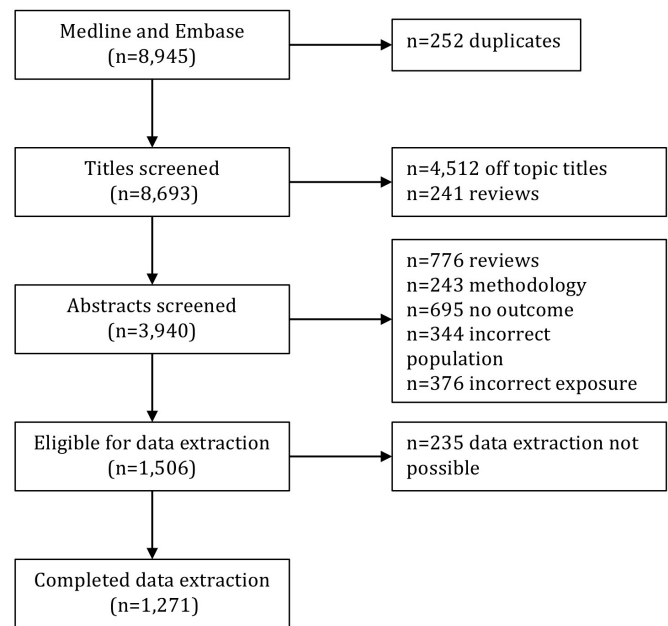 Medline and Embase
(n=8,945)
n=252 duplicates
Titles screened
(n=8,693)
n=4,512 off topic titles
n=241 reviews
Abstracts screened
(n=3,940)
n=776 reviews
n=243 methodology
n=695 no outcome
n=344 incorrect
population
n=376 incorrect exposure
Eligible for data extraction
(n=1,506)
n=235 data extraction not
possible
Completed data extraction
(n=1,271)